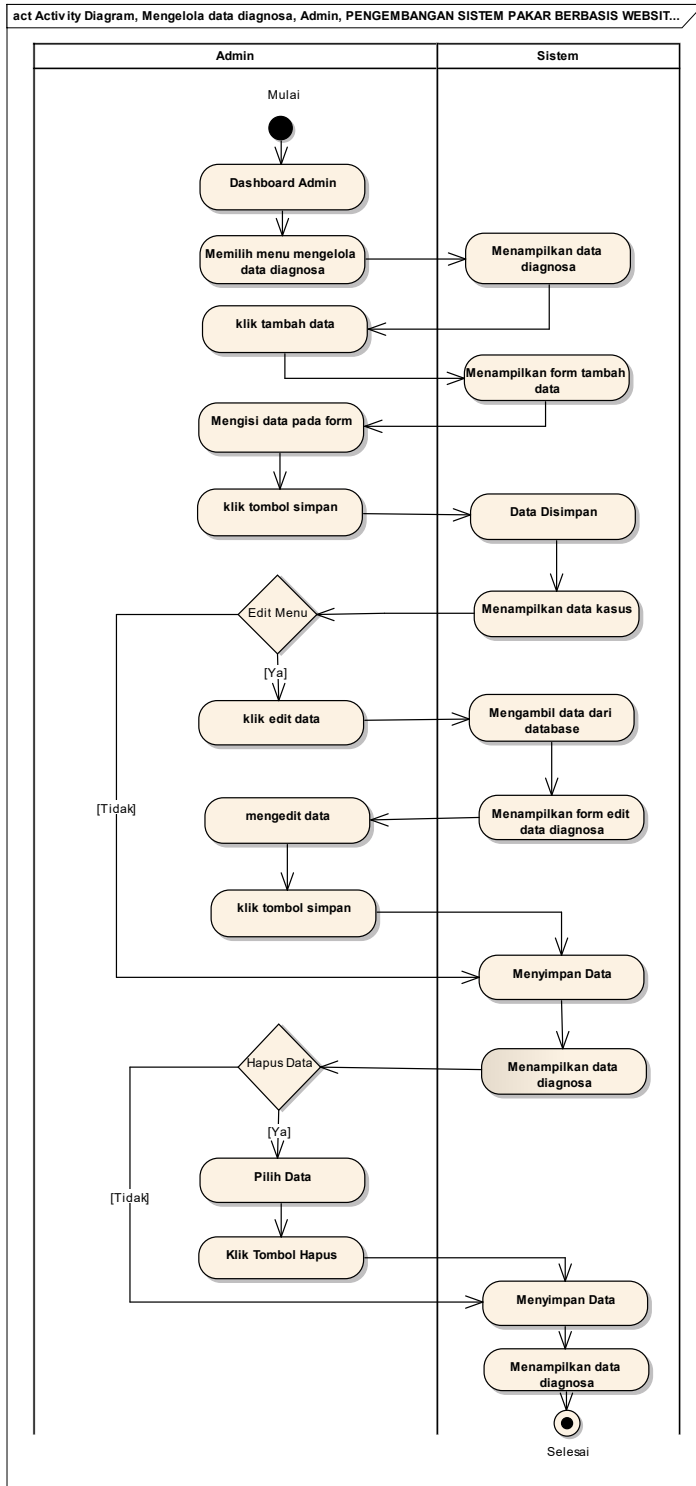 act Activity Diagram, Mengelola data diagnosa, Admin, PENGEMBANGAN SISTEM PAKAR BERBASIS WEBSIT...
Admin
Sistem
Mulai
Dashboard Admin
Memilih menu mengelola
data diagnosa
Menampilkan data
diagnosa
klik tambah data
Menampilkan form tambah
data
Mengisi data pada form
klik tombol simpan
Data Disimpan
Edit Menu
Menampilkan data kasus
[Ya]
klik edit data
Mengambil data dari
database
[Tidak]
mengedit data
Menampilkan form edit
data diagnosa
klik tombol simpan
Menyimpan Data
Hapus Data
Menampilkan data
diagnosa
[Ya]
Pilih Data
[Tidak]
Klik Tombol Hapus
Menyimpan Data
Menampilkan data
diagnosa
Selesai